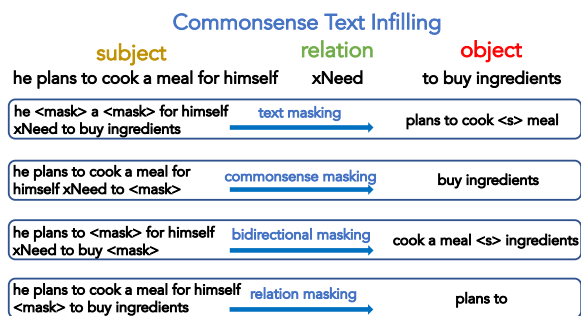 Commonsense Text Infilling
subject relation object
he plans to cook a meal for himself xNeed to buy ingredients
he <mask> a <mask> for himself
xNeed to buy ingredients
text masking
plans to cook <s> meal
he plans to cook a meal for
himself xNeed to <mask>
commonsense masking
buy ingredients
he plans to <mask> for himself
xNeed to buy <mask>
bidirectional masking
cook a meal <s> ingredients
he plans to cook a meal for himself
<mask> to buy ingredients
relation masking
plans to